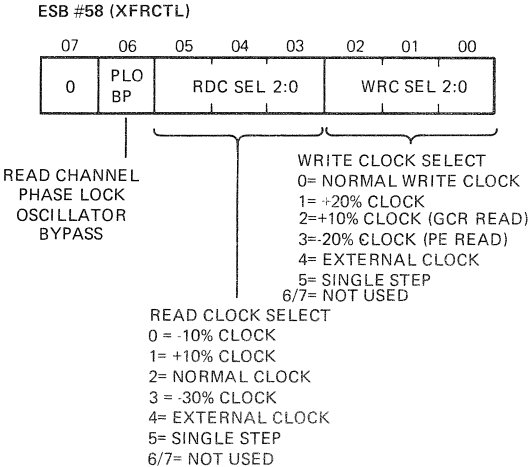 ESB #58 (XFRCTL)
07 06 05 04 03 02 01 00
0 PLO BP RDC SEL 2:0 WRC SEL 2:0
READ CHANNEL
PHASE LOCK
OSCILLATOR
BYPASS
WRITE CLOCK SELECT
0= NORMAL WRITE CLOCK
1= +20% CLOCK
2=+10% CLOCK (GCR READ)
3=-20% CLOCK (PE READ)
4= EXTERNAL CLOCK
5= SINGLE STEP
6/7= NOT USED
READ CLOCK SELECT
0 = -10% CLOCK
1= +10% CLOCK
2= NORMAL CLOCK
3 = -30% CLOCK
4= EXTERNAL CLOCK
5= SINGLE STEP
6/7= NOT USED